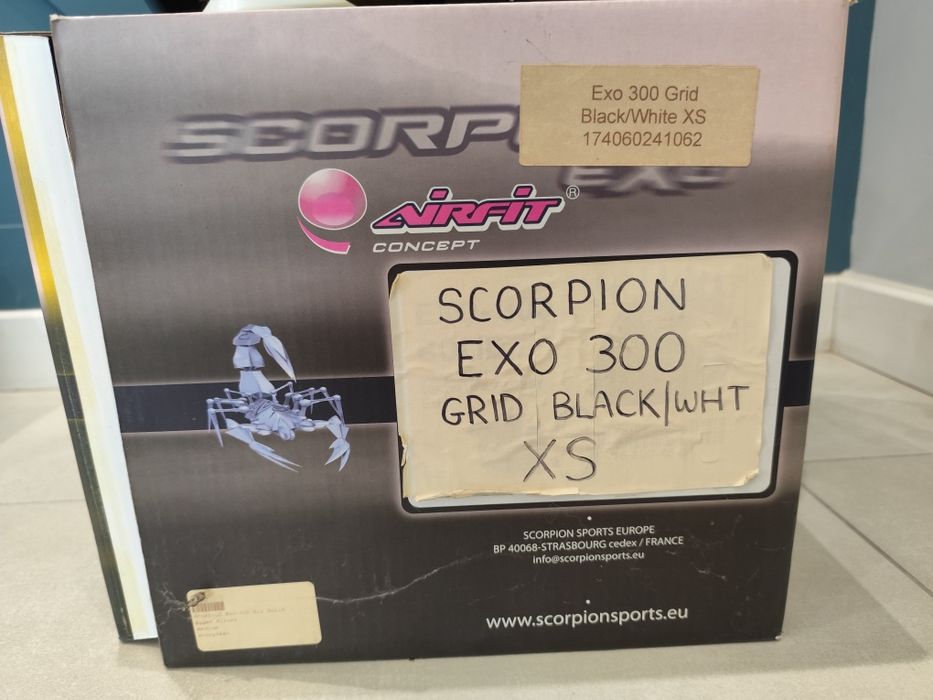 SCORP
EXO
Exo 300 Grid
Black/White XS
174060241062
AIRFIT ®
CONCEPT
SCORPION
EXO 300
GRID BLACK/WHT
XS
SCORPION SPORTS EUROPE
BP 40068-STRASBOURG cedex / FRANCE
info@scorpionsports.eu
www.scorpionsports.eu